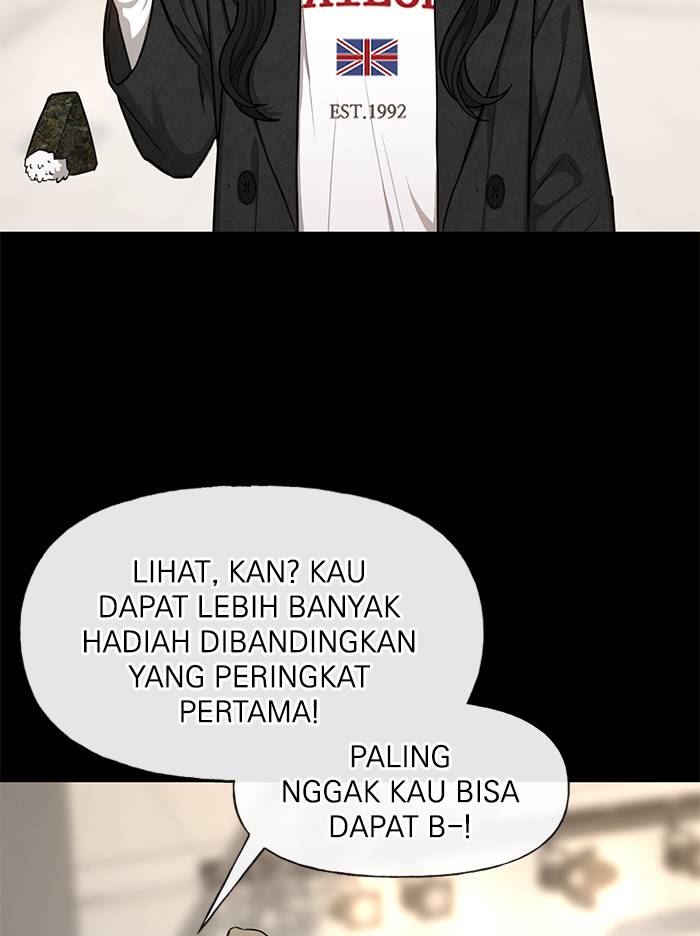 EST.1992
LIHAT, KAN? KAU
DAPAT LEBIH BANYAK
HADIAH DIBANDINGKAN
YANG PERINGKAT
PERTAMA!
PALING
NGGAK KAU BISA
DAPAT B-!